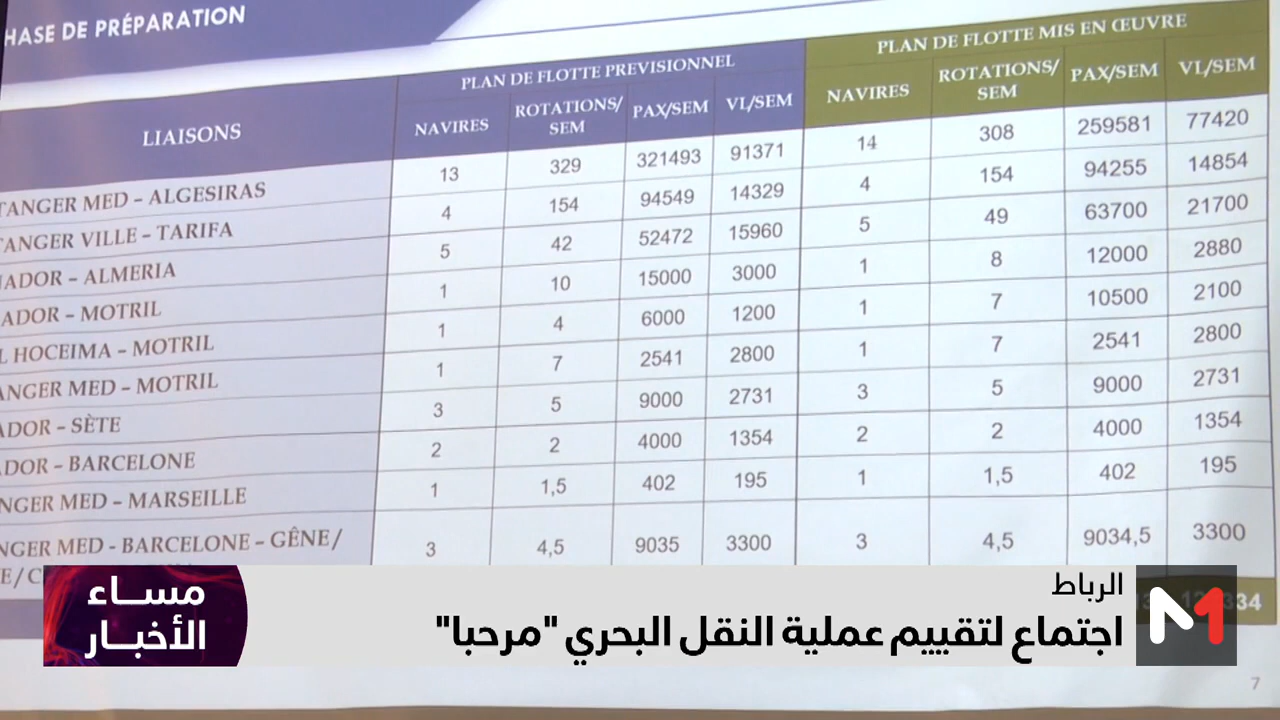 HASE DE PRÉPARATION
PLAN DE FLOTTE PREVISIONNEL PLAN DE FLOTTE MIS EN ŒUVRE
LIAISONS NAVIRES ROTATIONS/ SEM PAX/SEM VL/SEM NAVIRES ROTATIONS/ SEM PAX/SEM VL/SEM
TANGER MED – ALGESIRAS 13 329 321493 91371 14 308 259581 77420
TANGER VILLE – TARIFA 4 154 94549 14329 4 154 94255 14854
NADOR – ALMERIA 5 42 52472 15960 5 49 63700 21700
ADOR – MOTRIL 1 10 15000 3000 1 8 12000 2880
L HOCEIMA – MOTRIL 1 4 6000 1200 1 7 10500 2100
ANGER MED – MOTRIL 1 7 2541 2800 1 7 2541 2800
ADOR – SÈTE 3 5 9000 2731 3 5 9000 2731
ADOR – BARCELONE 2 2 4000 1354 2 2 4000 1354
NGER MED – MARSEILLE 1 1,5 402 195 1 1,5 402 195
NGER MED - BARCELONE – GÊNE / 3 4,5 9035 3300 3 4,5 9034,5 3300
334
الرباط
اجتماع لتقييم عملية النقل البحري "مرحبا"
مساء
الأخبار
M1
7